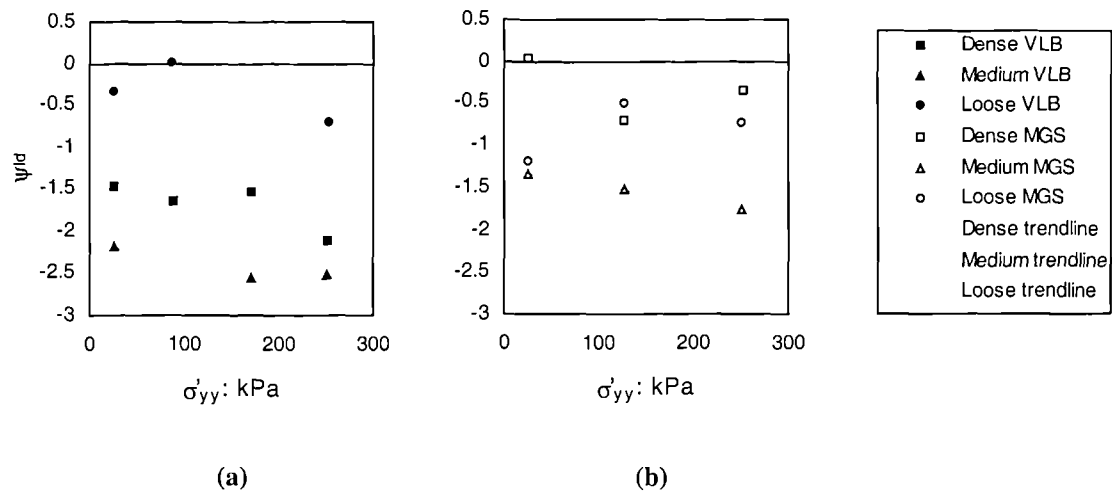 0.5
0
-0.5
-1
-1.5
-2
-2.5
-3
ψld
0 100 200 300
σ'yy: kPa
(a)
0.5
0
-0.5
-1
-1.5
-2
-2.5
-3
0 100 200 300
σ'yy: kPa
(b)
Dense VLB
Medium VLB
Loose VLB
Dense MGS
Medium MGS
Loose MGS
Dense trendline
Medium trendline
Loose trendline